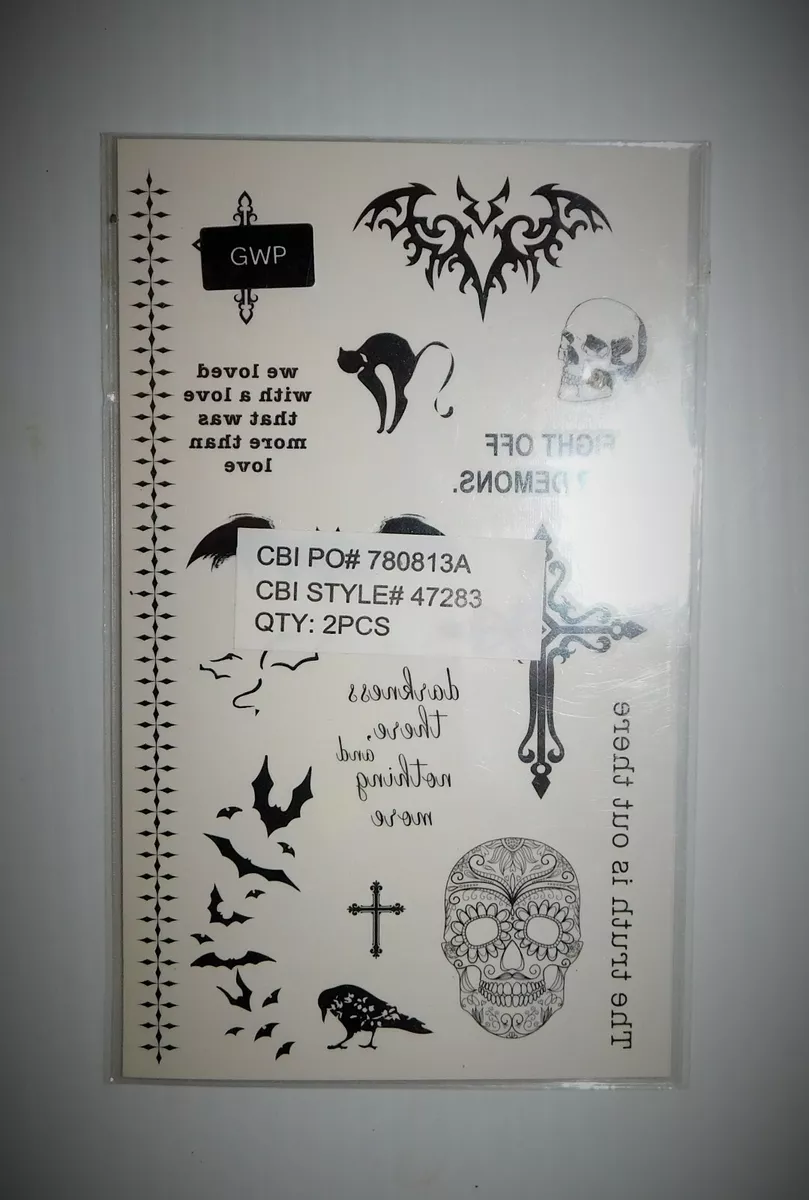 GWP
we loved
with a love
that was
more than
love
FIGHT OFF
DEMONS.
CBI PO# 780813A
CBI STYLE# 47283
QTY: 2PCS
darkness
there,
and
nothing
more
The truth is out there